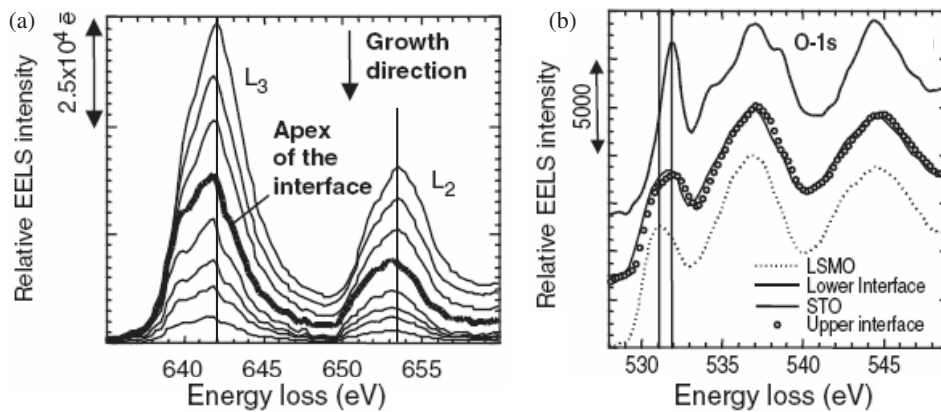 (a)
2.5x10⁴ ē
Relative EELS intensity
L₃
Growth
direction
Apex
of the
interface
L₂
640 645 650 655
Energy loss (eV)
(b)
O-1s
5000
Relative EELS intensity
LSMO
Lower Interface
STO
Upper interface
530 535 540 545
Energy loss (eV)